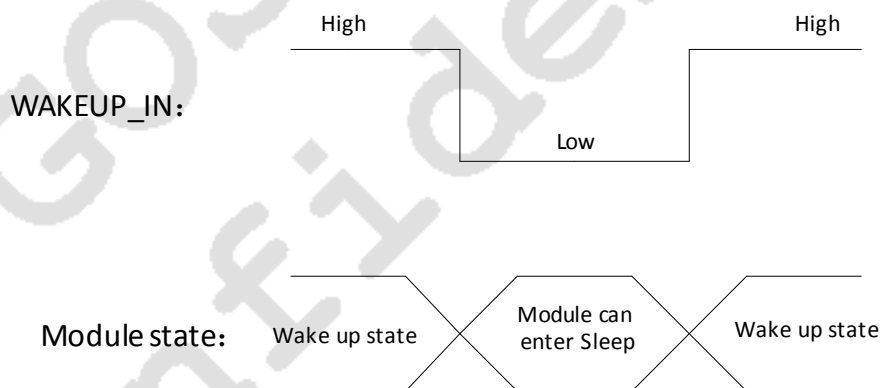 High
High
WAKEUP_IN：
Low
Module state：
Wake up state
Module can
enter Sleep
Wake up state